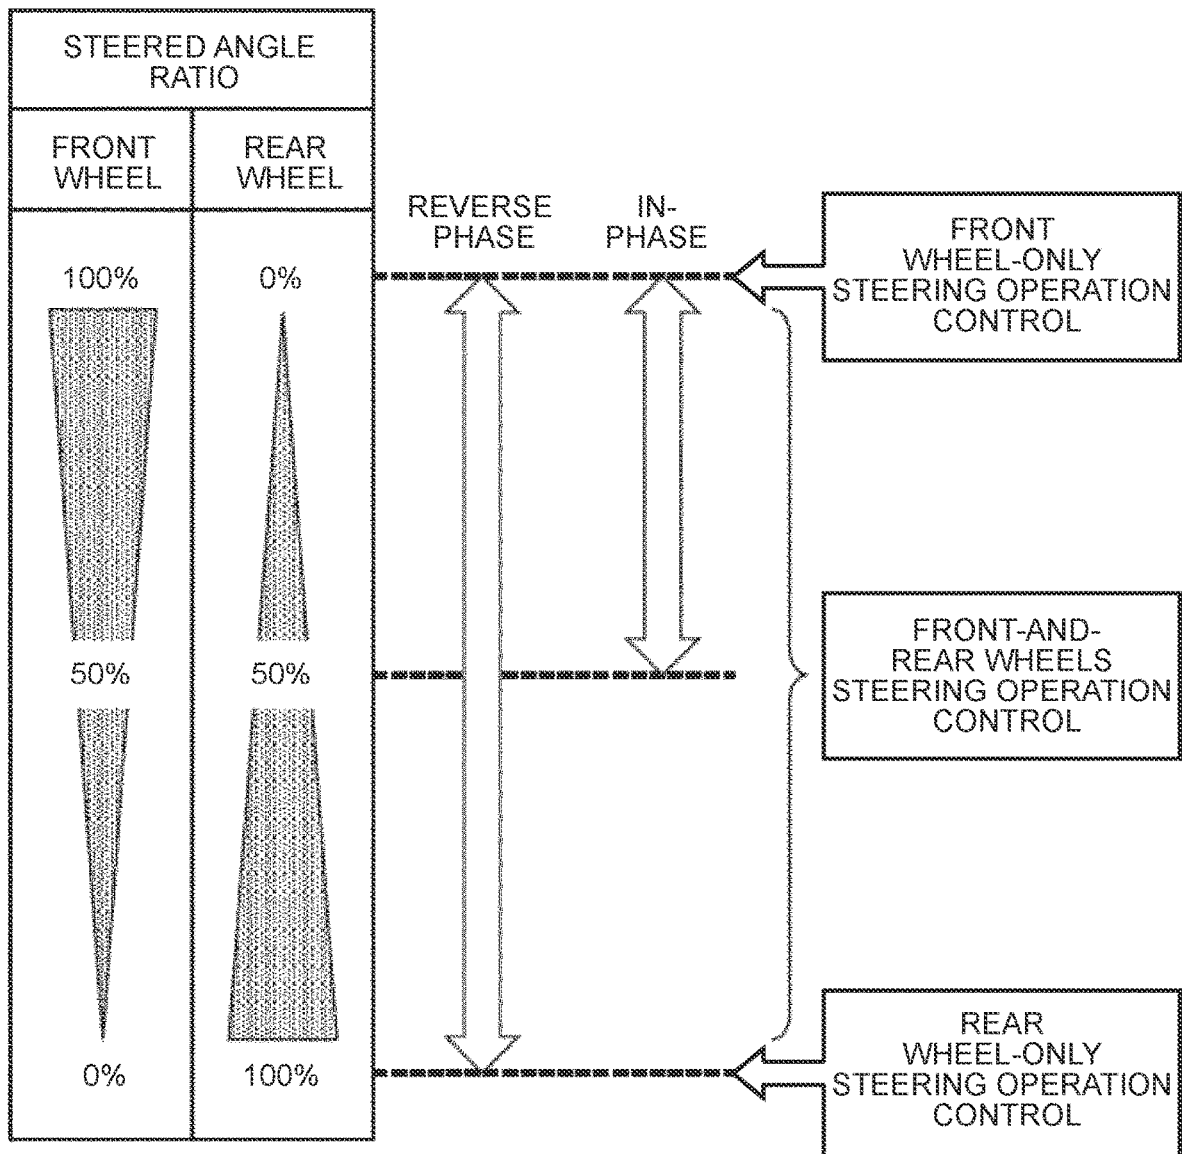 STEERED ANGLE
RATIO
FRONT
WHEEL
REAR
WHEEL
REVERSE
PHASE
IN-
PHASE
100%
0%
50%
50%
0%
100%
FRONT
WHEEL-ONLY
STEERING OPERATION
CONTROL
FRONT-AND-
REAR WHEELS
STEERING OPERATION
CONTROL
REAR
WHEEL-ONLY
STEERING OPERATION
CONTROL